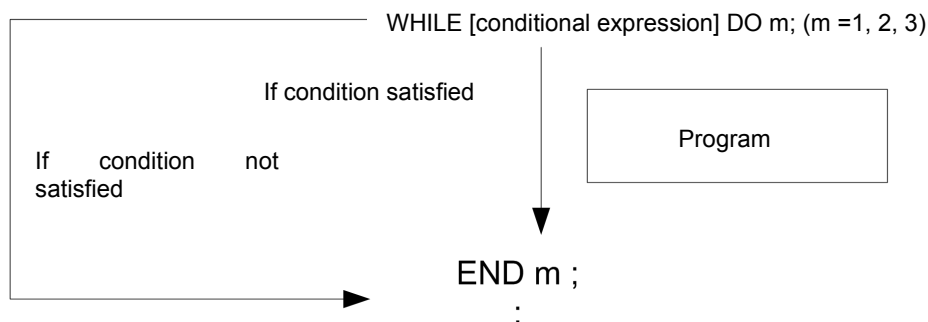 WHILE [conditional expression] DO m; (m =1, 2, 3)
If condition satisfied
Program
If condition not
satisfied
END m ;
: